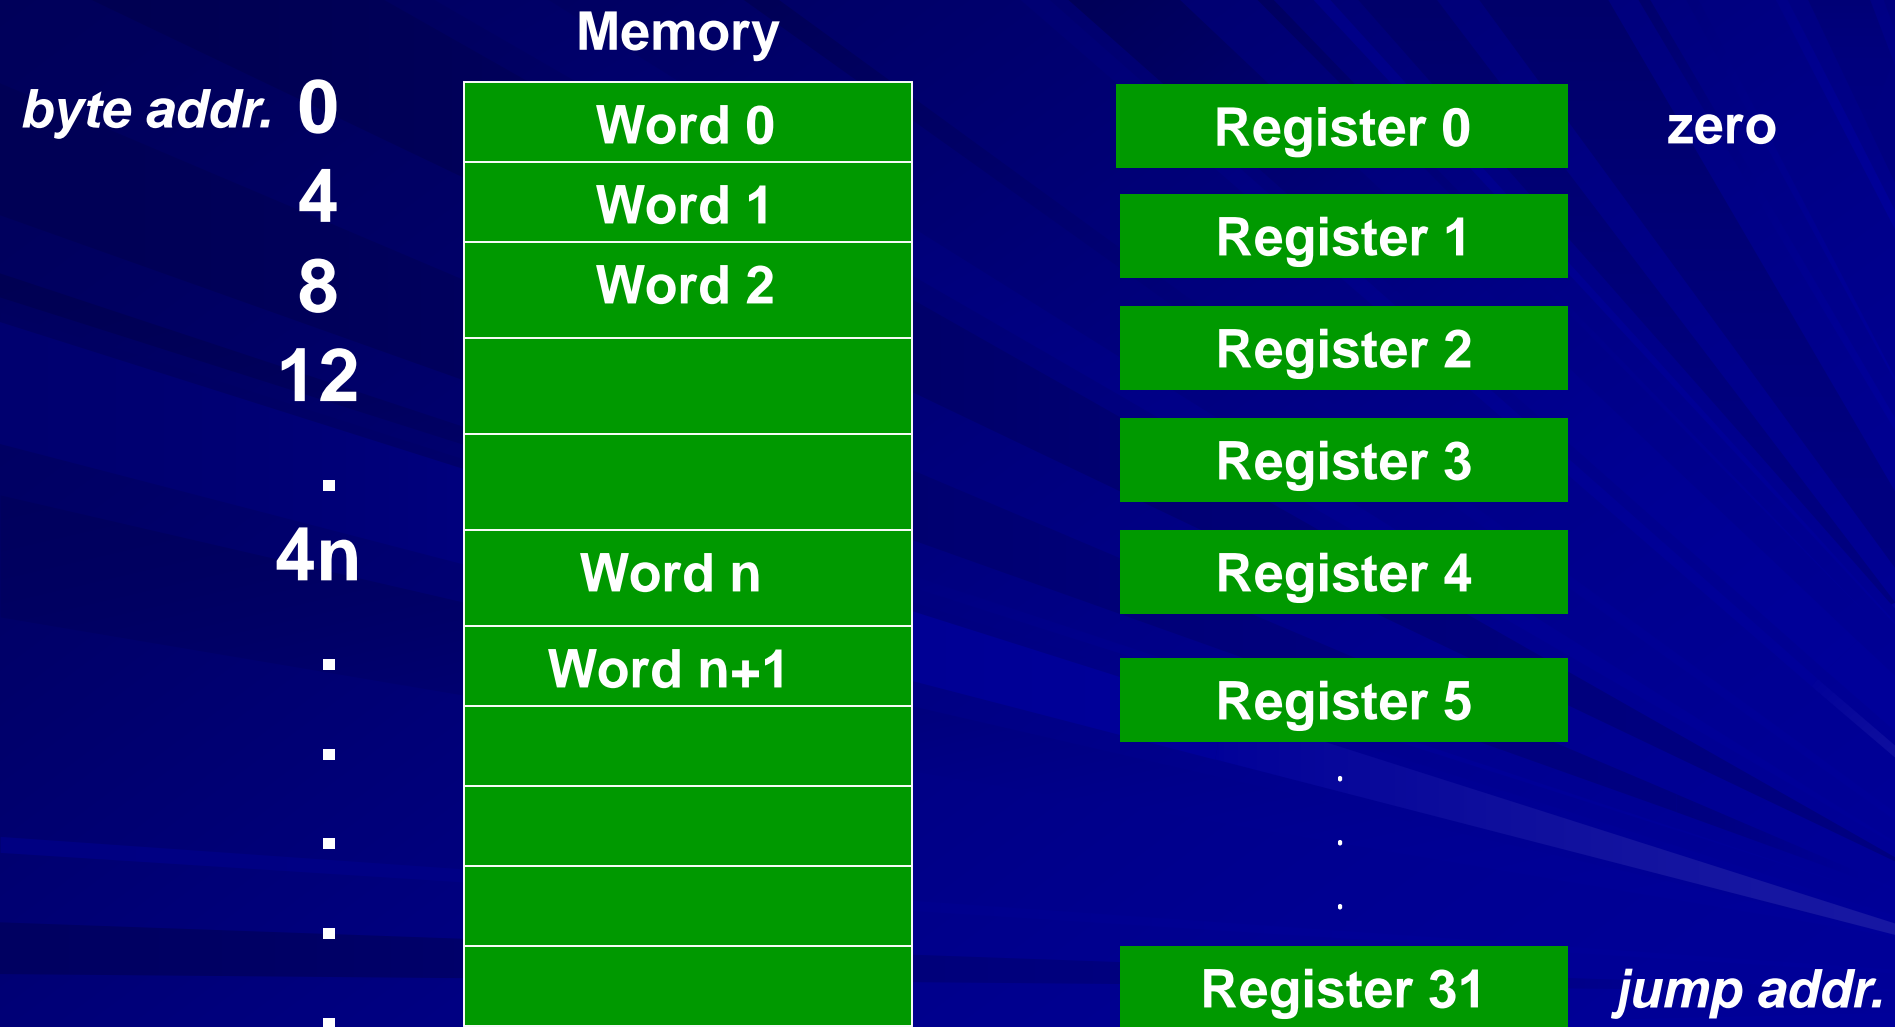 Memory
byte addr. 0
4
8
12
.
4n
.
.
.
.
.
Word 0
Word 1
Word 2
Word n
Word n+1
Register 0
zero
Register 1
Register 2
Register 3
Register 4
Register 5
.
.
.
Register 31
jump addr.